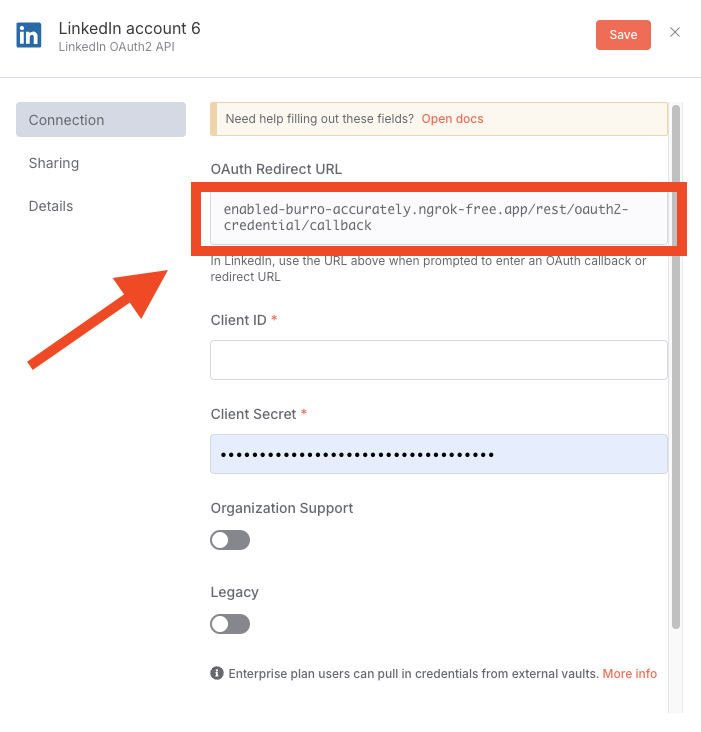 in
LinkedIn account 6
LinkedIn OAuth2 API
Save
Connection
Sharing
Details
Need help filling out these fields? Open docs
OAuth Redirect URL
enabled-burro-accurately.ngrok-free.app/rest/oauth2-
credential/callback
In LinkedIn, use the URL above when prompted to enter an OAuth callback or
redirect URL
Client ID *
Client Secret *
•••••••••••••••••••••••••••••••••••
Organization Support
Legacy
Enterprise plan users can pull in credentials from external vaults. More info